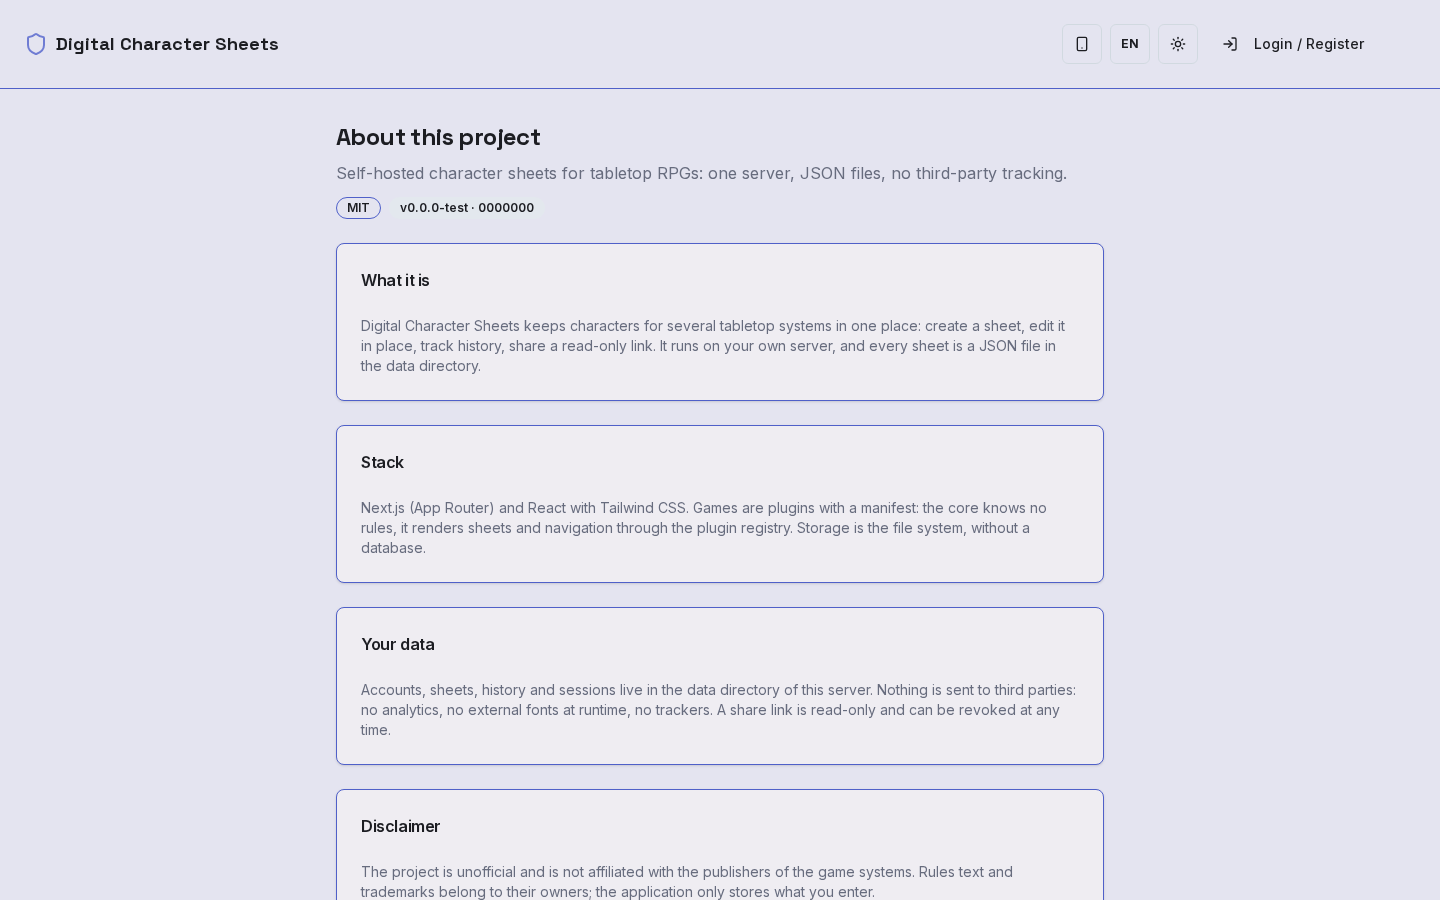 Digital Character Sheets
EN
Login / Register
About this project
Self-hosted character sheets for tabletop RPGs: one server, JSON files, no third-party tracking.
MIT
v0.0.0-test · 0000000
What it is
Digital Character Sheets keeps characters for several tabletop systems in one place: create a sheet, edit it
in place, track history, share a read-only link. It runs on your own server, and every sheet is a JSON file in
the data directory.
Stack
Next.js (App Router) and React with Tailwind CSS. Games are plugins with a manifest: the core knows no
rules, it renders sheets and navigation through the plugin registry. Storage is the file system, without a
database.
Your data
Accounts, sheets, history and sessions live in the data directory of this server. Nothing is sent to third parties:
no analytics, no external fonts at runtime, no trackers. A share link is read-only and can be revoked at any
time.
Disclaimer
The project is unofficial and is not affiliated with the publishers of the game systems. Rules text and
trademarks belong to their owners; the application only stores what you enter.